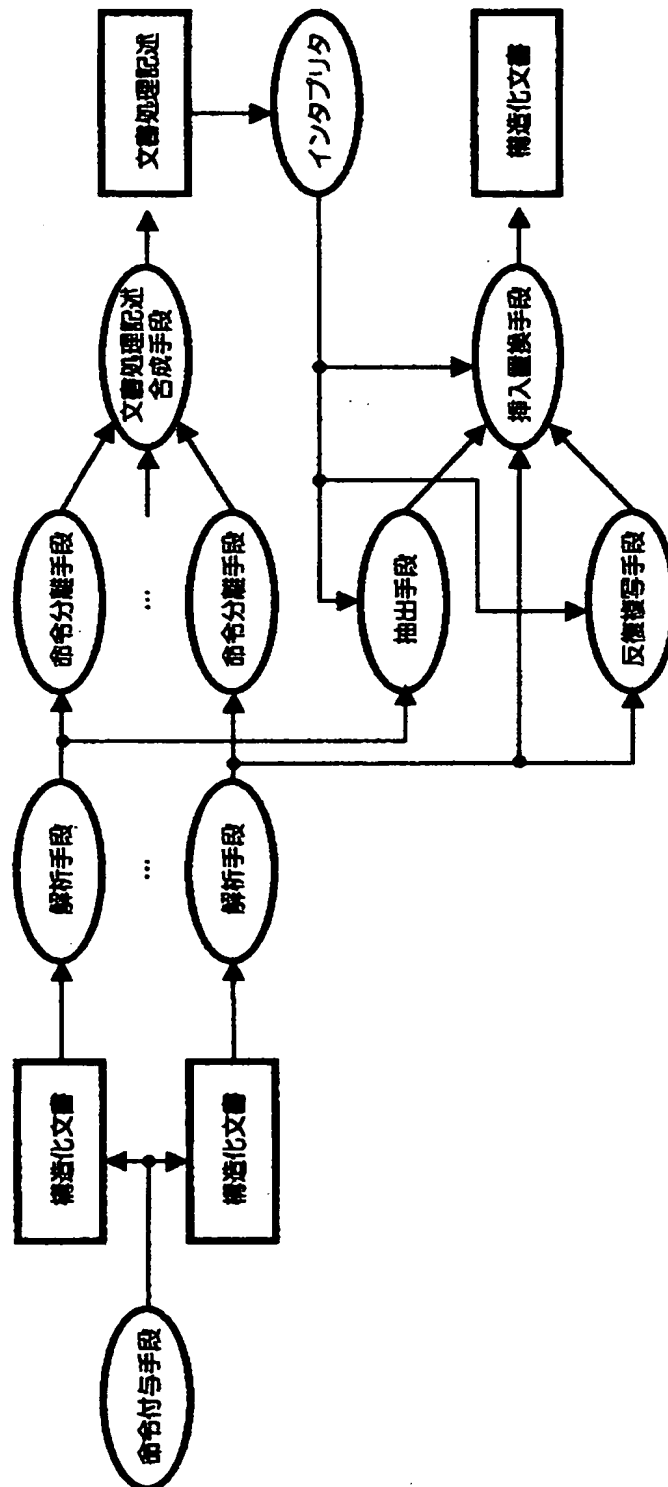 命令付与手段
構造化文書
構造化文書
解析手段
…
解析手段
命令分離手段
…
命令分離手段
抽出手段
反復複写手段
文書処理記述
合成手段
挿入置換手段
文書処理記述
インタプリタ
構造化文書